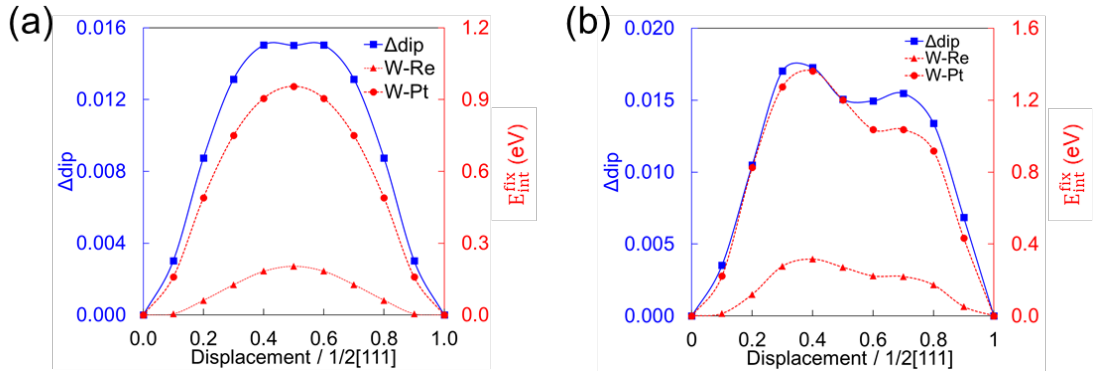 (a)
0.016
0.012
0.008
0.004
0.000
Δdip
1.2
0.9
0.6
0.3
0.0
E_int^fix (eV)
Δdip
W-Re
W-Pt
0.0 0.2 0.4 0.6 0.8 1.0
Displacement / 1/2[111]
(b)
0.020
0.015
0.010
0.005
0.000
Δdip
1.6
1.2
0.8
0.4
0.0
E_int^fix (eV)
Δdip
W-Re
W-Pt
0 0.2 0.4 0.6 0.8 1
Displacement / 1/2[111]